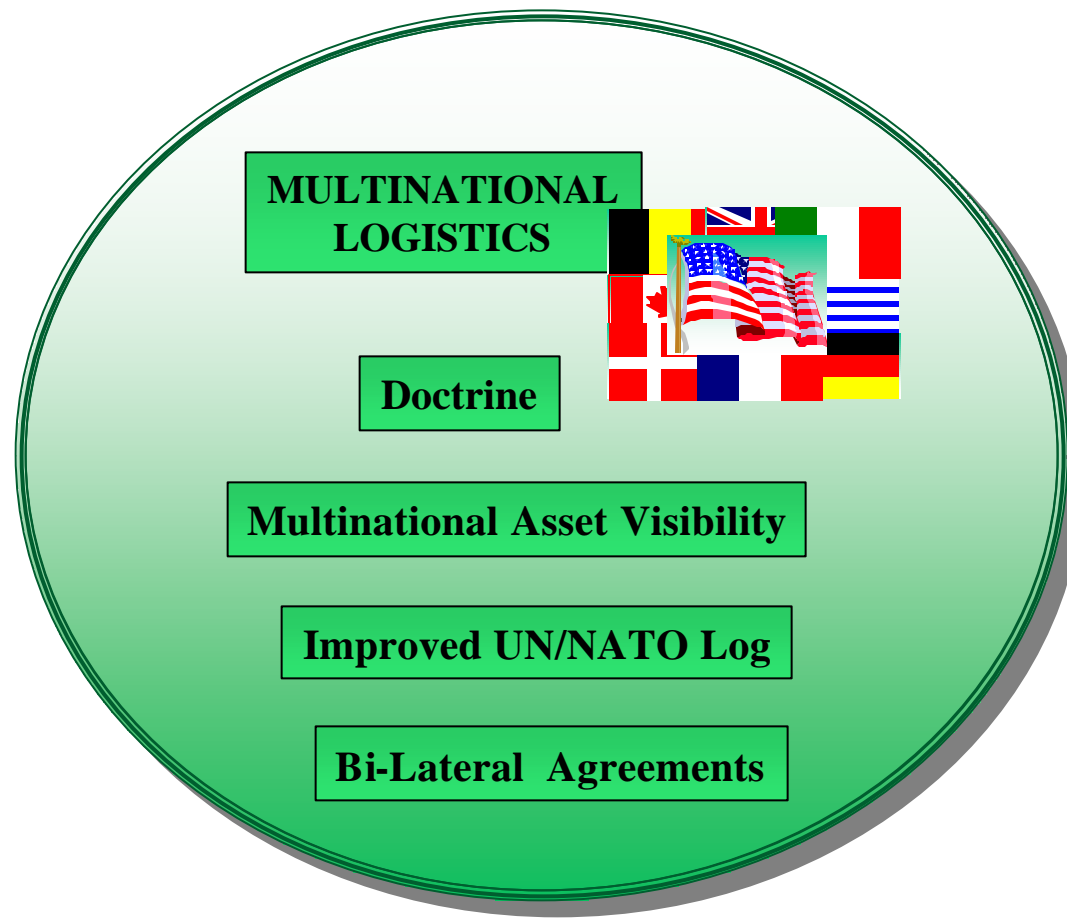 MULTINATIONAL
LOGISTICS
Doctrine
Multinational Asset Visibility
Improved UN/NATO Log
Bi-Lateral Agreements